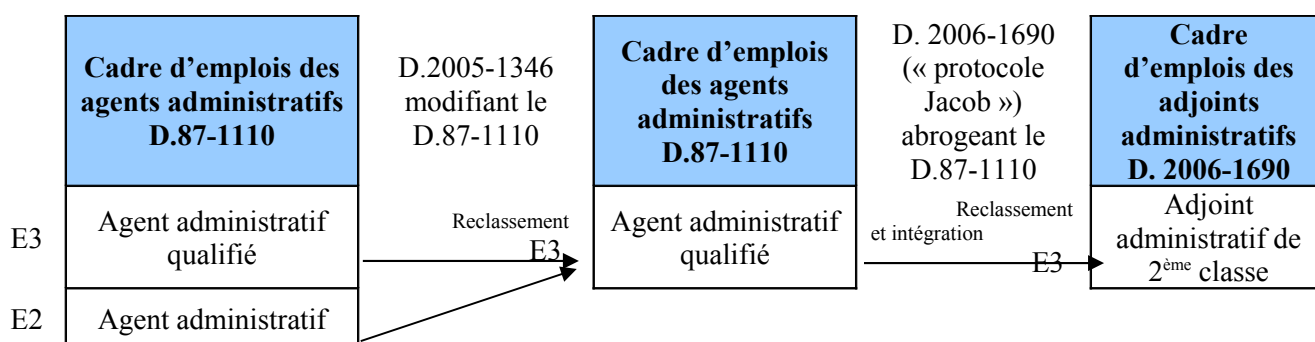 Cadre d’emplois des
agents administratifs
D.87-1110
D.2005-1346
modifiant le
D.87-1110
Cadre d’emplois
des agents
administratifs
D.87-1110
D. 2006-1690
(« protocole
Jacob »)
abrogeant le
D.87-1110
Cadre
d’emplois des
adjoints
administratifs
D. 2006-1690
E3
Agent administratif
qualifié
Reclassement
E3
Agent administratif
qualifié
Reclassement
et intégration
E3
Adjoint
administratif de
2ème classe
E2
Agent administratif